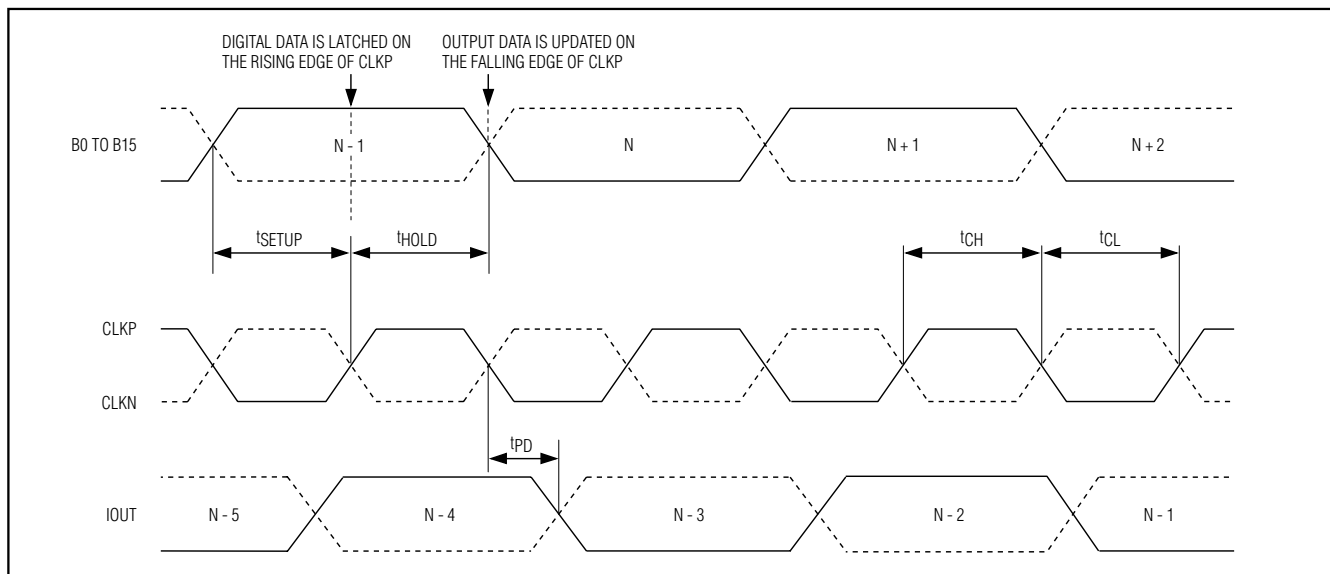 DIGITAL DATA IS LATCHED ON
THE RISING EDGE OF CLKP
OUTPUT DATA IS UPDATED ON
THE FALLING EDGE OF CLKP
B0 TO B15
N - 1
N
N + 1
N + 2
tSETUP
tHOLD
tCH
tCL
CLKP
CLKN
tPD
IOUT
N - 5
N - 4
N - 3
N - 2
N - 1